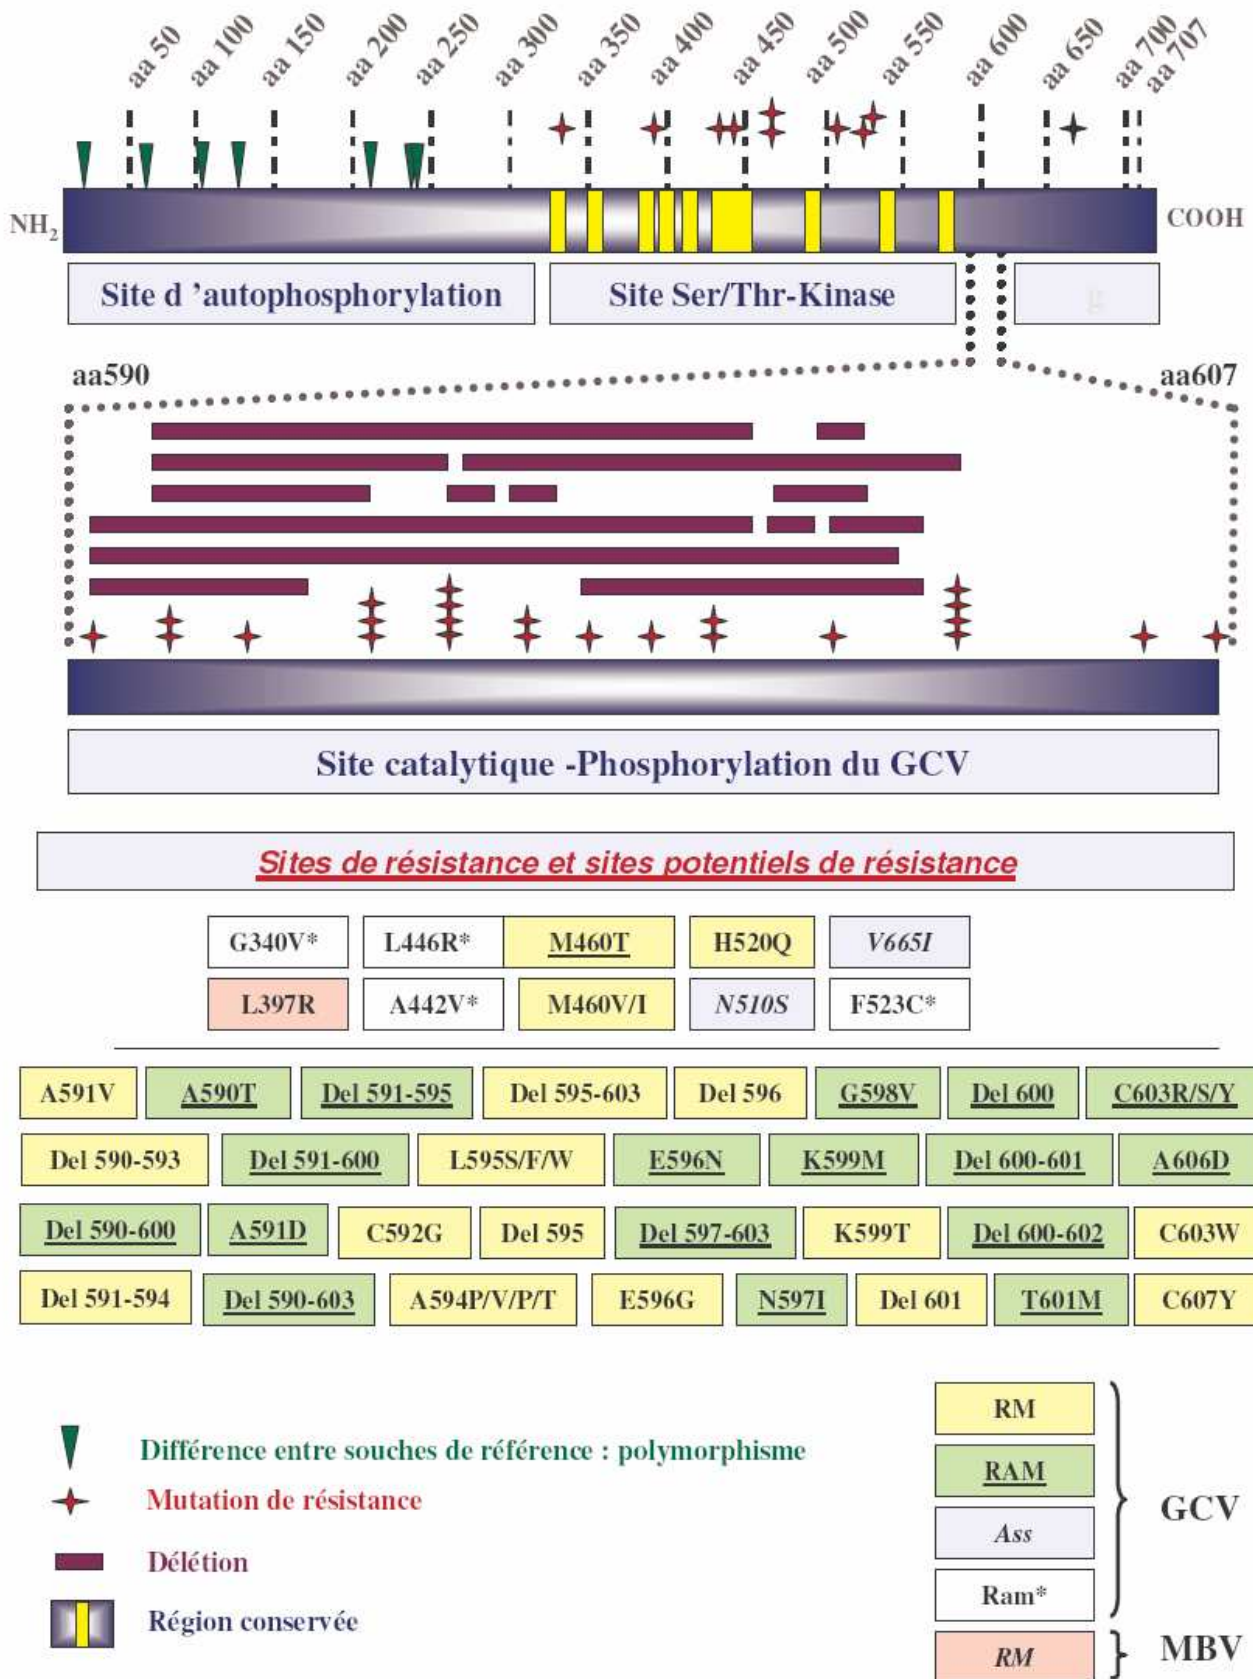 aa 50 aa 100 aa 150 aa 200 aa 250 aa 300 aa 350 aa 400 aa 450 aa 500 aa 550 aa 600 aa 650 aa 700 aa 707
NH2 COOH
Site d ’autophosphorylation Site Ser/Thr-Kinase g
aa590 aa607
Site catalytique -Phosphorylation du GCV
Sites de résistance et sites potentiels de résistance
G340V* L446R* M460T H520Q V665I
L397R A442V* M460V/I N510S F523C*
A591V A590T Del 591-595 Del 595-603 Del 596 G598V Del 600 C603R/S/Y
Del 590-593 Del 591-600 L595S/F/W E596N K599M Del 600-601 A606D
Del 590-600 A591D C592G Del 595 Del 597-603 K599T Del 600-602 C603W
Del 591-594 Del 590-603 A594P/V/P/T E596G N597I Del 601 T601M C607Y
RM
Différence entre souches de référence : polymorphisme
RAM
Mutation de résistance
GCV
Ass
Délétion
Ram*
Région conservée
RM MBV